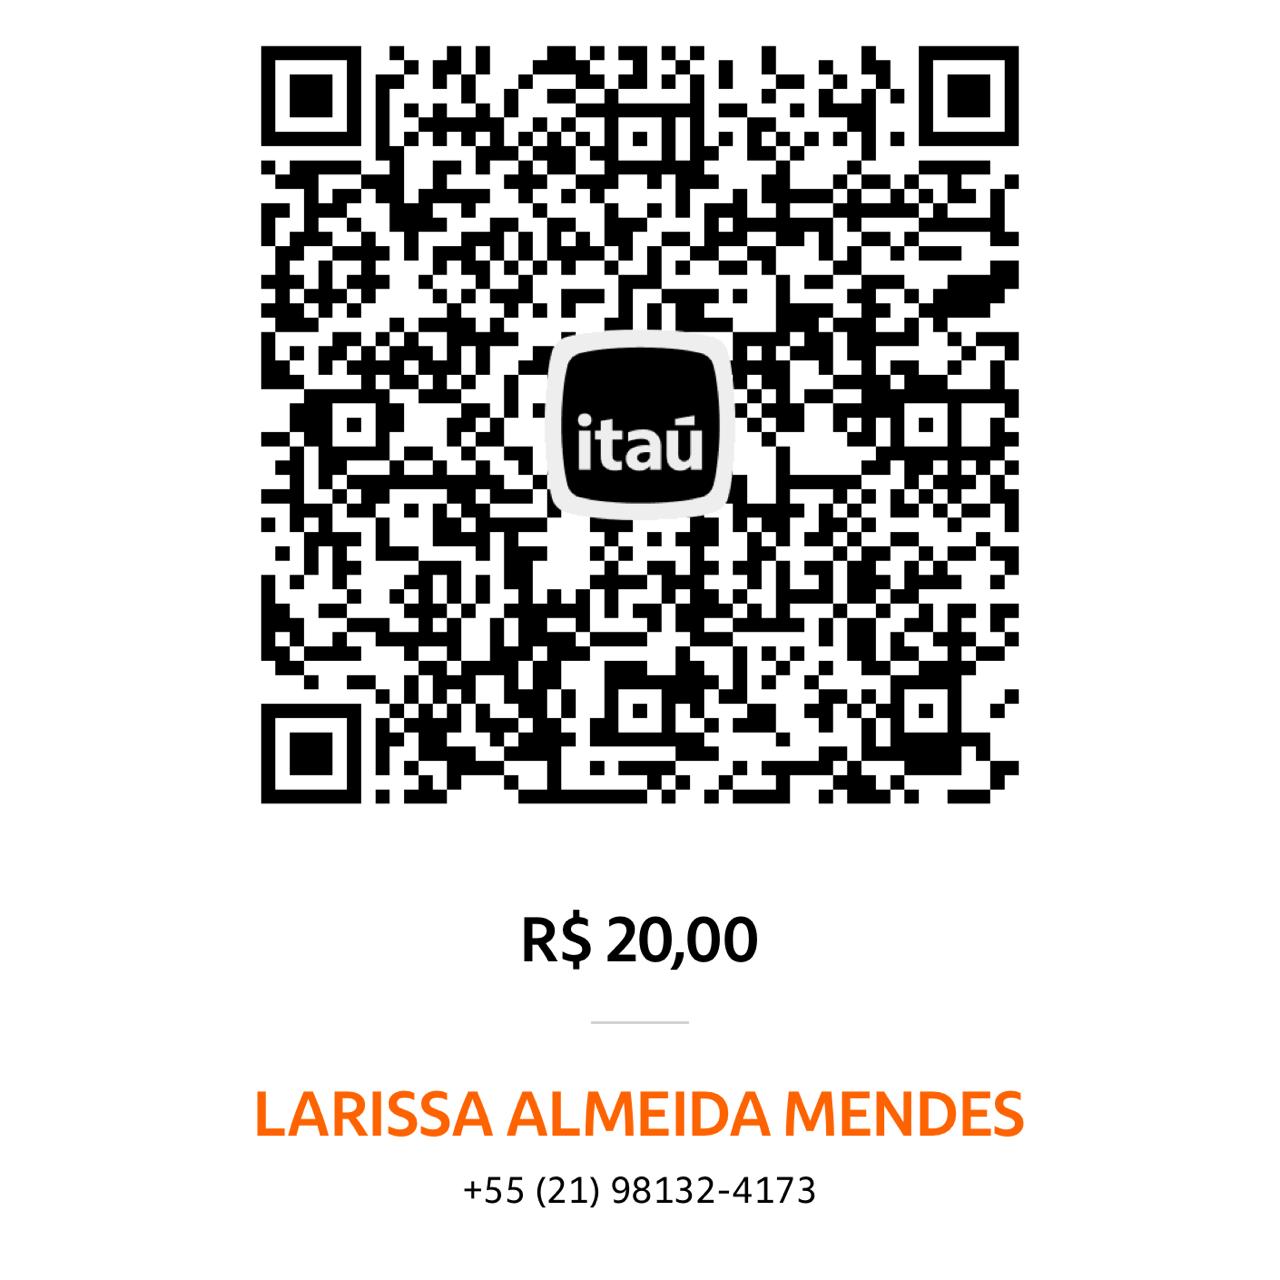 itaú
R$ 20,00
LARISSA ALMEIDA MENDES
+55 (21) 98132-4173